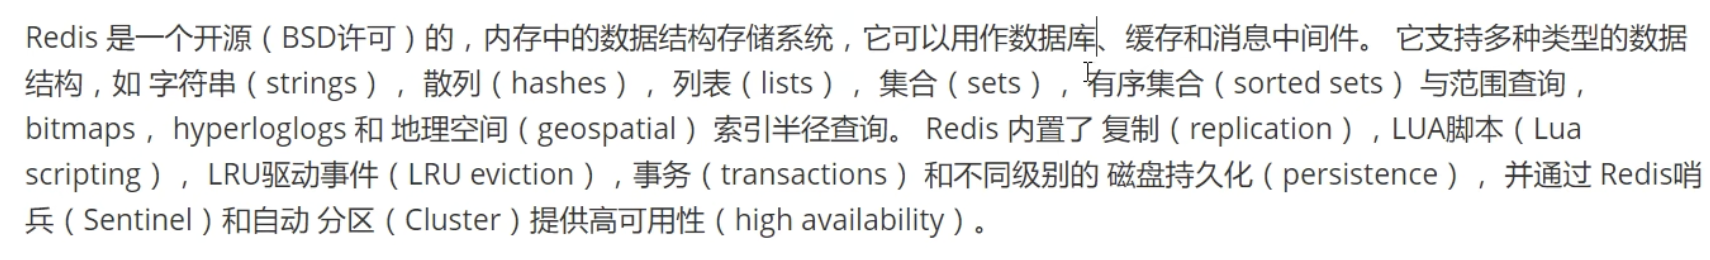 Redis 是一个开源（BSD许可）的，内存中的数据结构存储系统，它可以用作数据库、缓存和消息中间件。 它支持多种类型的数据
结构，如 字符串（strings）， 散列（hashes）， 列表（lists）， 集合（sets）， 有序集合（sorted sets）与范围查询，
bitmaps， hyperloglogs 和 地理空间（geospatial） 索引半径查询。 Redis 内置了 复制（replication），LUA脚本（Lua
scripting）， LRU驱动事件（LRU eviction），事务（transactions） 和不同级别的 磁盘持久化（persistence）， 并通过 Redis哨
兵（Sentinel）和自动 分区（Cluster）提供高可用性（high availability）。